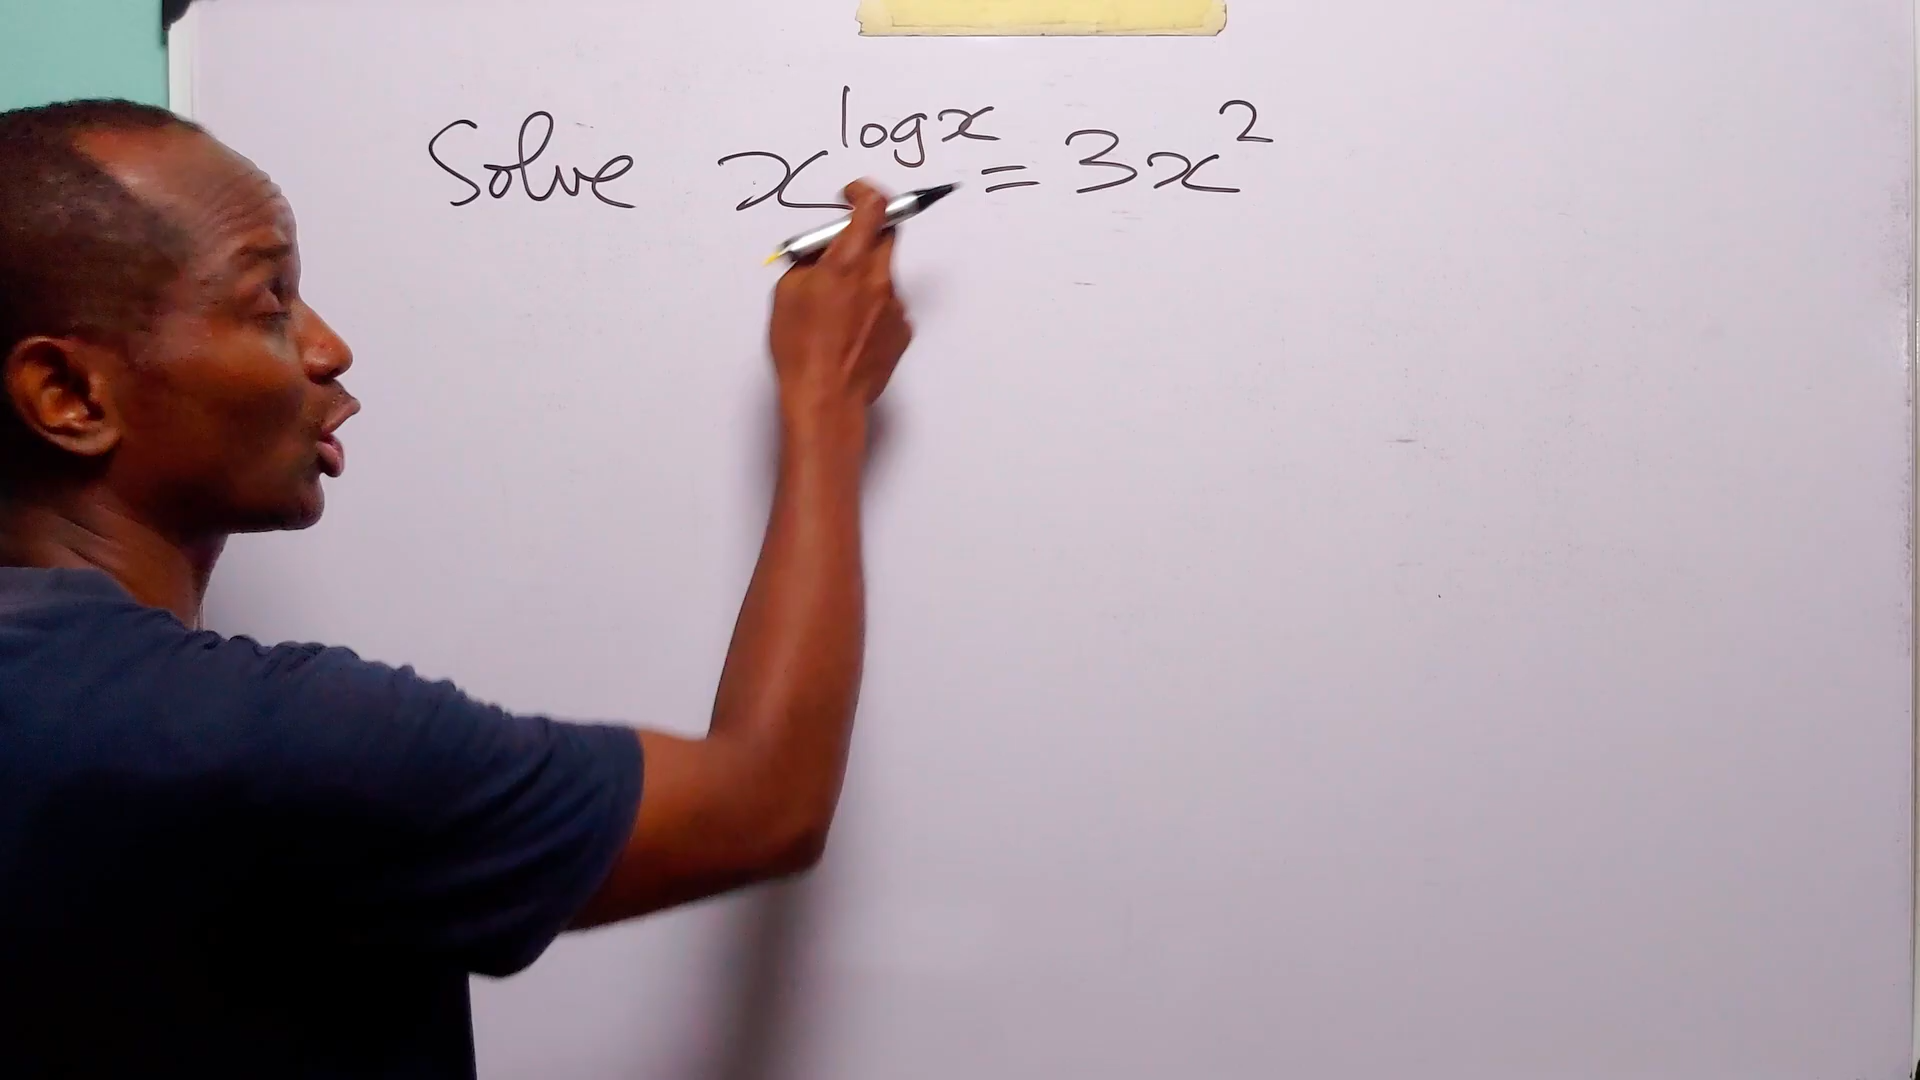 Solve x^{log x} = 3x^2